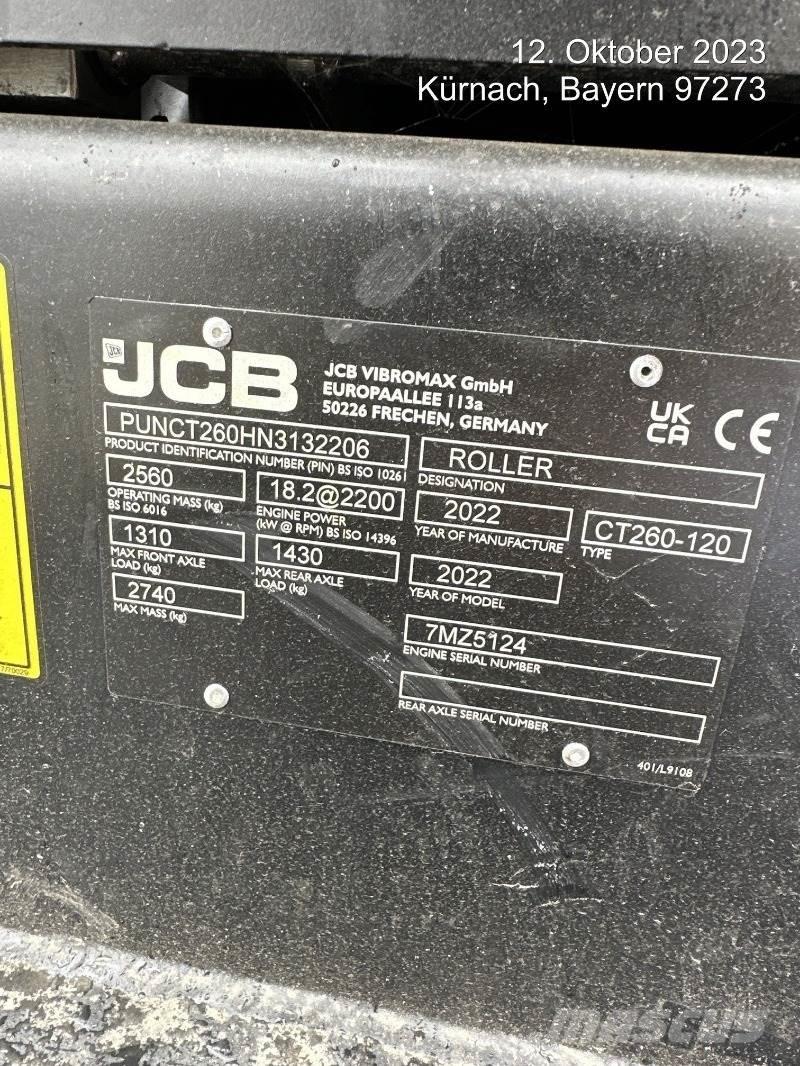 12. Oktober 2023
Kürnach, Bayern 97273
JCB
JCB
JCB VIBROMAX GmbH
EUROPAALLEE 113a
50226 FRECHEN, GERMANY
UK
CA
CE
PUNCT260HN3132206
PRODUCT IDENTIFICATION NUMBER (PIN) BS ISO 10261
ROLLER
DESIGNATION
2560
OPERATING MASS (kg)
BS ISO 6016
18.2@2200
ENGINE POWER
(kW @ RPM) BS ISO 14396
2022
YEAR OF MANUFACTURE
CT260-120
TYPE
1310
MAX FRONT AXLE
LOAD (kg)
1430
MAX REAR AXLE
LOAD (kg)
2022
YEAR OF MODEL
2740
MAX MASS (kg)
7MZ5124
ENGINE SERIAL NUMBER
REAR AXLE SERIAL NUMBER
401/L9108
MASCUS